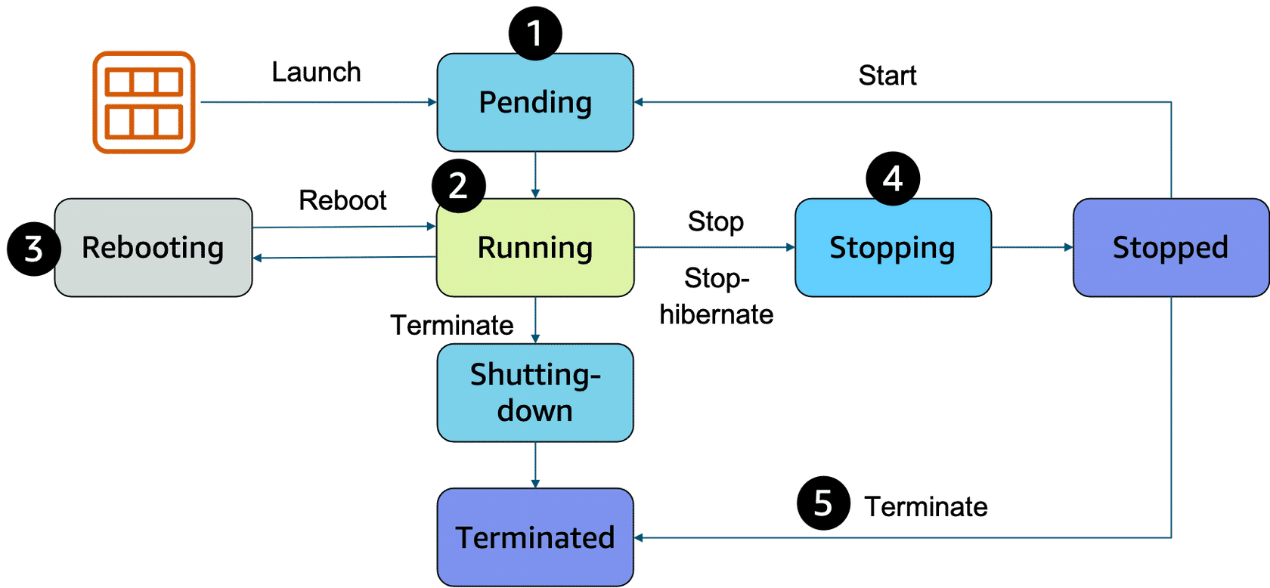 1
Launch
Pending
Start
2
4
Reboot
3
Rebooting
Running
Stop
Stopping
Stopped
Stop-
hibernate
Terminate
Shutting-
down
5
Terminate
Terminated